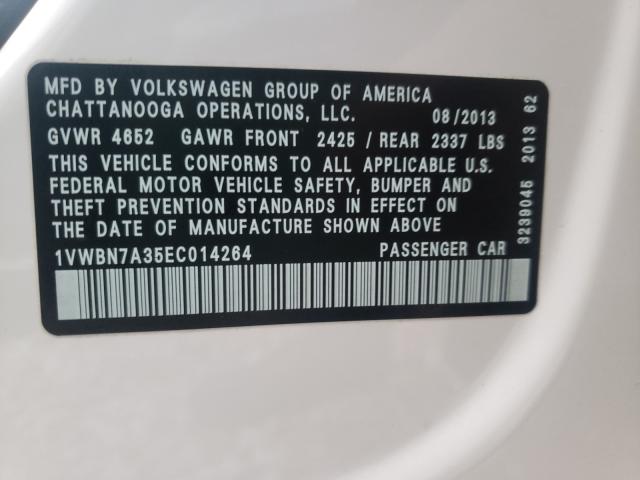 MFD BY VOLKSWAGEN GROUP OF AMERICA
CHATTANOOGA OPERATIONS, LLC. 08/2013
GVWR 4652 GAWR FRONT 2425 / REAR 2337 LBS
THIS VEHICLE CONFORMS TO ALL APPLICABLE U.S.
FEDERAL MOTOR VEHICLE SAFETY, BUMPER AND
THEFT PREVENTION STANDARDS IN EFFECT ON
THE DATE OF MANUFACTURE SHOWN ABOVE.
1VWBN7A35EC014264 PASSENGER CAR
3239045 2013 62